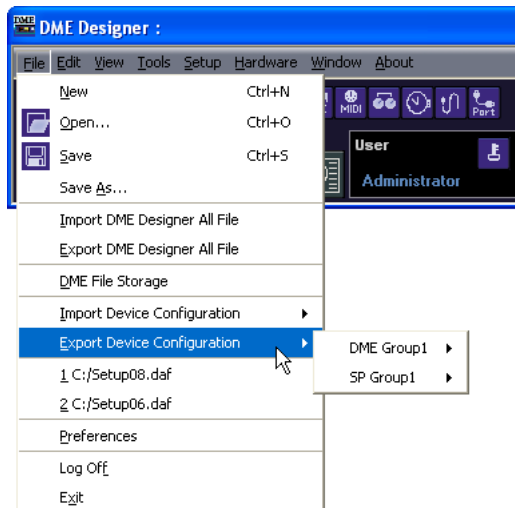 DME Designer :
File Edit View Tools Setup Hardware Window About
New Ctrl+N
Open... Ctrl+O
Save Ctrl+S
Save As...
MIDI
Port
User
Administrator
Import DME Designer All File
Export DME Designer All File
DME File Storage
Import Device Configuration
Export Device Configuration
DME Group1
SP Group1
1 C:/Setup08.daf
2 C:/Setup06.daf
Preferences
Log Off
Exit